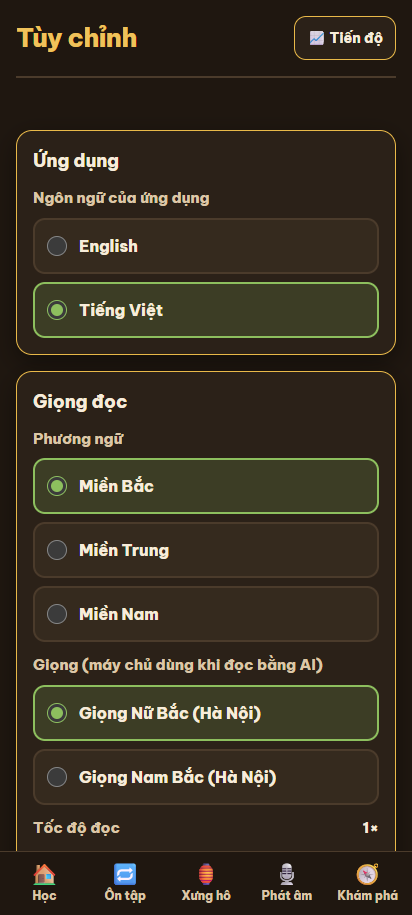 Tùy chỉnh
Tiến độ
Ứng dụng
Ngôn ngữ của ứng dụng
English
Tiếng Việt
Giọng đọc
Phương ngữ
Miền Bắc
Miền Trung
Miền Nam
Giọng (máy chủ dùng khi đọc bằng AI)
Giọng Nữ Bắc (Hà Nội)
Giọng Nam Bắc (Hà Nội)
Tốc độ đọc 1×
Học Ôn tập Xưng hô Phát âm Khám phá